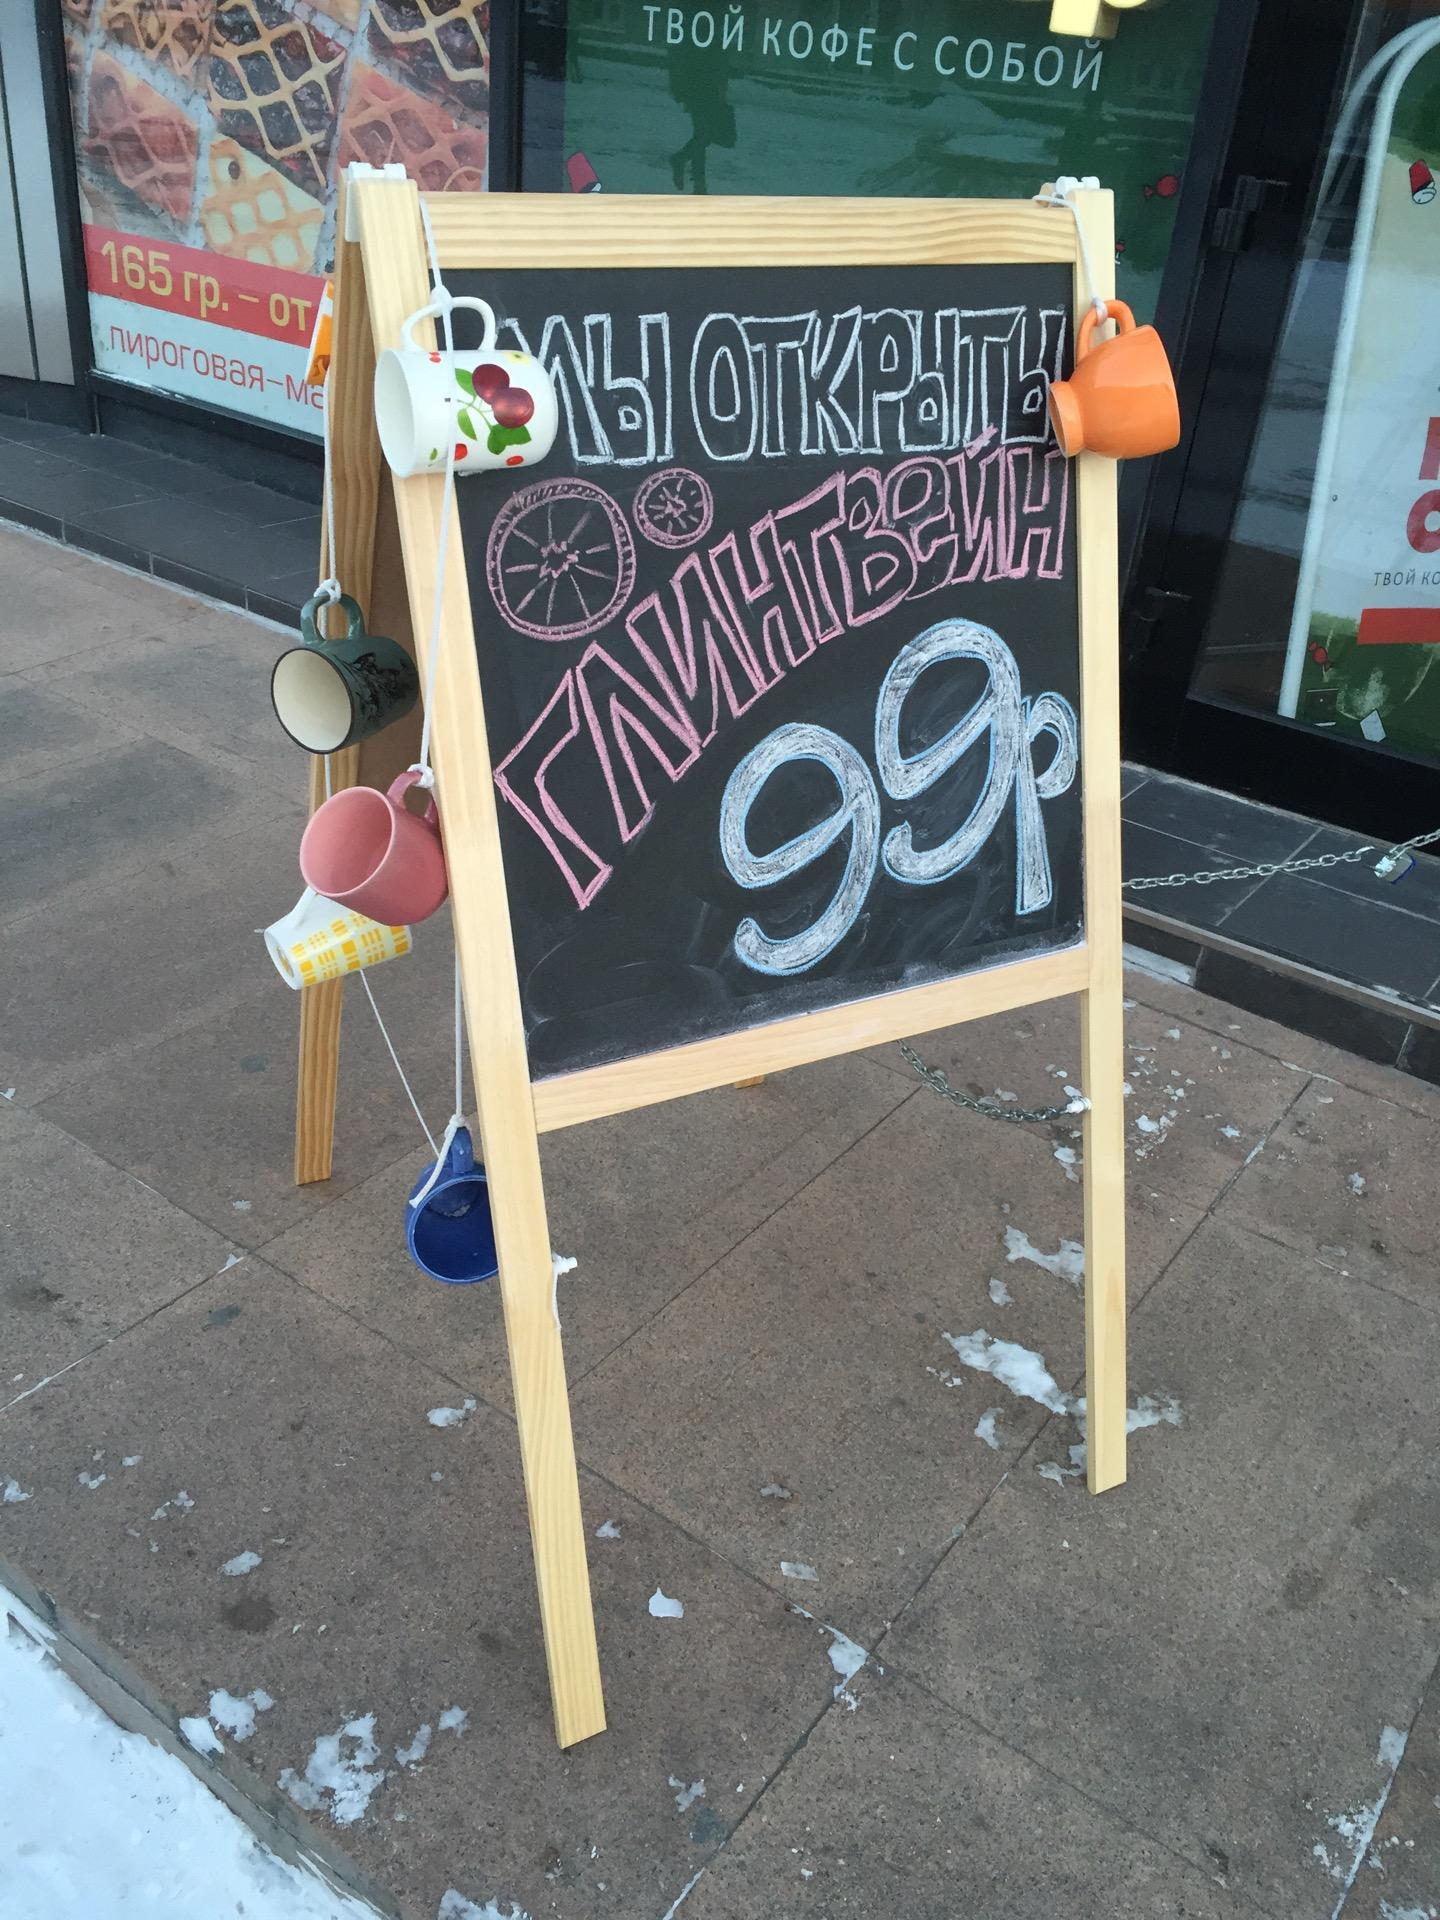 ТВОЙ КОФЕ С СОБОЙ
165 гр. – от
пироговая-ма
МЫ ОТКРЫТЫ
ГЛИНТВЕЙН
99р
ТВОЙ КО